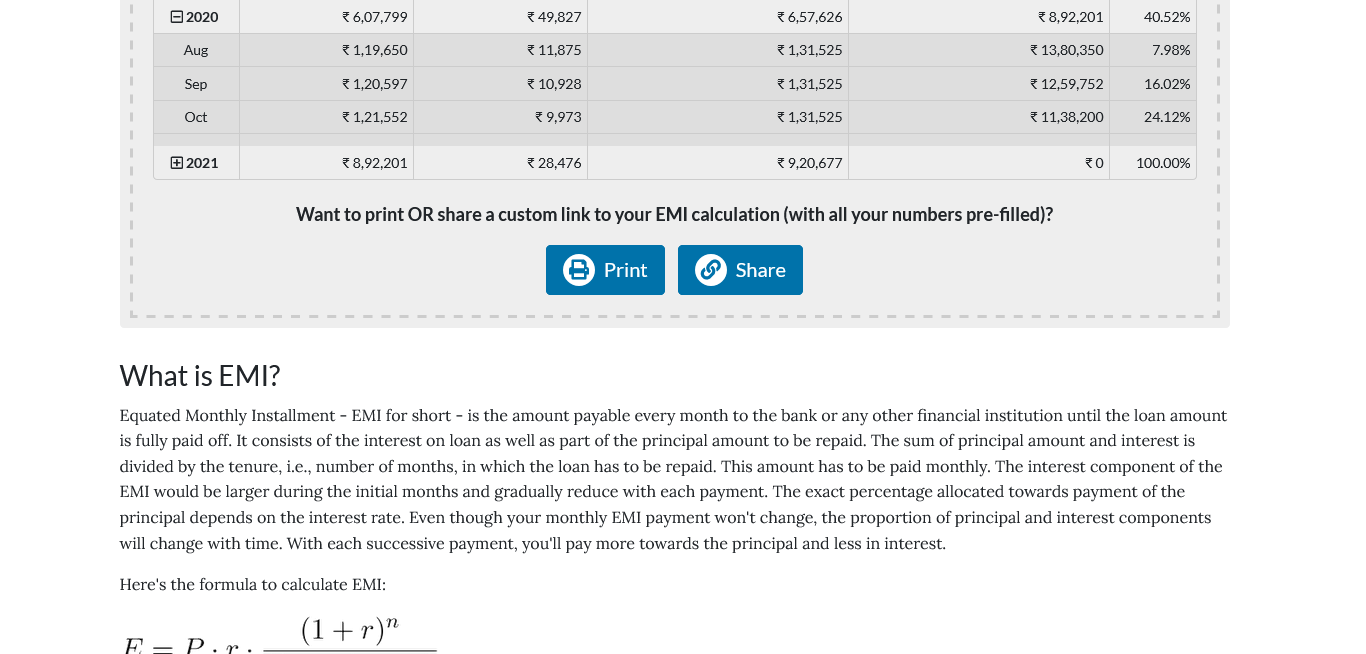 2020 ₹ 6,07,799 ₹ 49,827 ₹ 6,57,626 ₹ 8,92,201 40.52%
Aug ₹ 1,19,650 ₹ 11,875 ₹ 1,31,525 ₹ 13,80,350 7.98%
Sep ₹ 1,20,597 ₹ 10,928 ₹ 1,31,525 ₹ 12,59,752 16.02%
Oct ₹ 1,21,552 ₹ 9,973 ₹ 1,31,525 ₹ 11,38,200 24.12%
2021 ₹ 8,92,201 ₹ 28,476 ₹ 9,20,677 ₹ 0 100.00%
Want to print OR share a custom link to your EMI calculation (with all your numbers pre-filled)?
Print Share
What is EMI?
Equated Monthly Installment - EMI for short - is the amount payable every month to the bank or any other financial institution until the loan amount
is fully paid off. It consists of the interest on loan as well as part of the principal amount to be repaid. The sum of principal amount and interest is
divided by the tenure, i.e., number of months, in which the loan has to be repaid. This amount has to be paid monthly. The interest component of the
EMI would be larger during the initial months and gradually reduce with each payment. The exact percentage allocated towards payment of the
principal depends on the interest rate. Even though your monthly EMI payment won't change, the proportion of principal and interest components
will change with time. With each successive payment, you'll pay more towards the principal and less in interest.
Here's the formula to calculate EMI:
(1 + r)^n
E = P · r ·